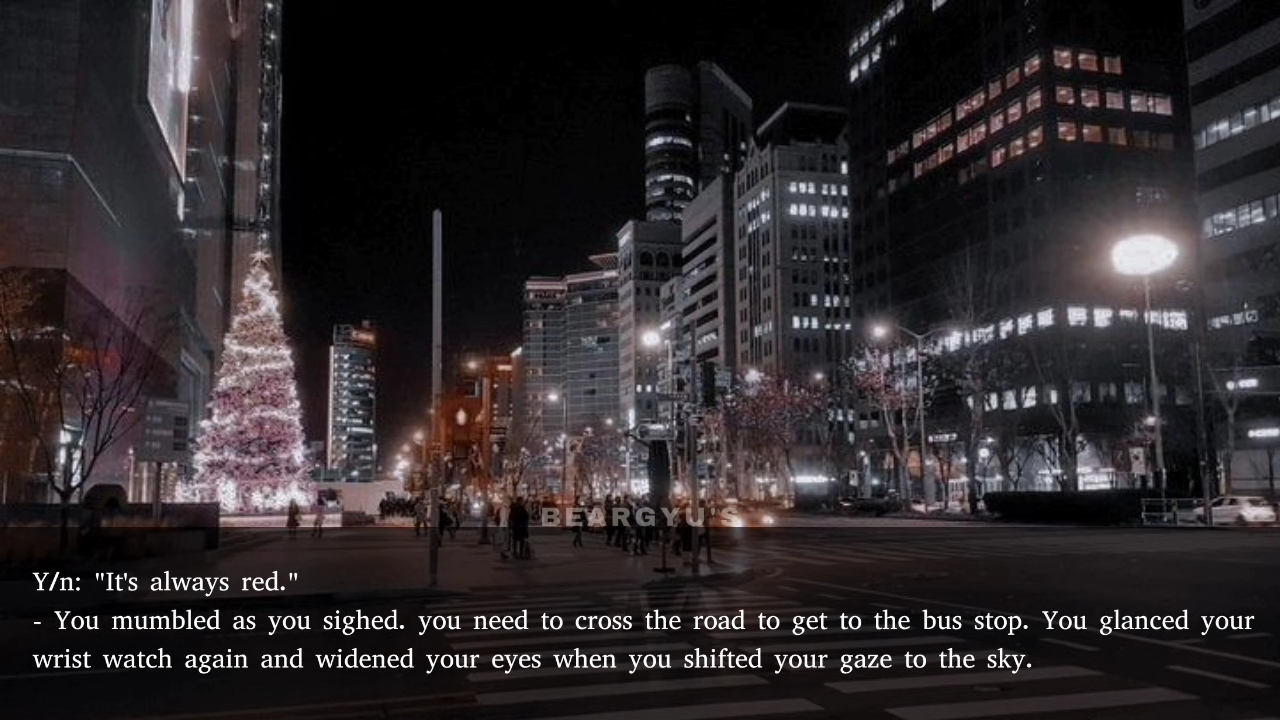 BEARGYU'S
Y/n: "It's always red."
- You mumbled as you sighed. you need to cross the road to get to the bus stop. You glanced your
wrist watch again and widened your eyes when you shifted your gaze to the sky.